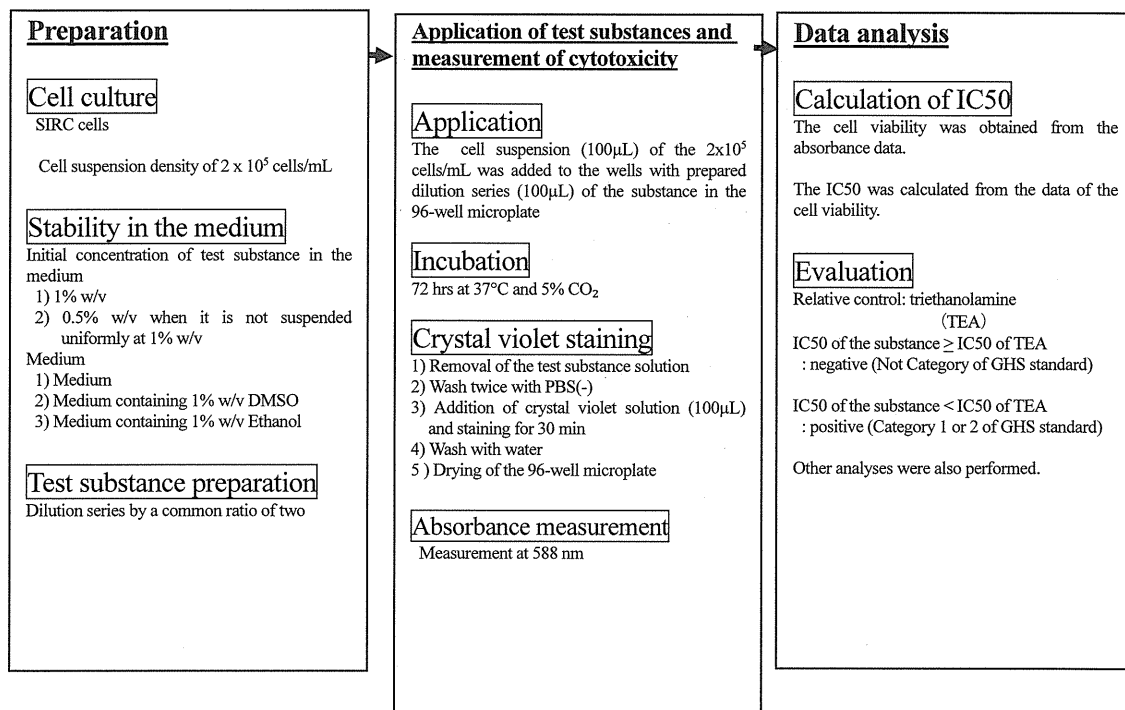 Preparation
Cell culture
SIRC cells
Cell suspension density of 2 x 10⁵ cells/mL
Stability in the medium
Initial concentration of test substance in the
medium
1) 1% w/v
2) 0.5% w/v when it is not suspended
uniformly at 1% w/v
Medium
1) Medium
2) Medium containing 1% w/v DMSO
3) Medium containing 1% w/v Ethanol
Test substance preparation
Dilution series by a common ratio of two
Application of test substances and
measurement of cytotoxicity
Application
The cell suspension (100μL) of the 2x10⁵
cells/mL was added to the wells with prepared
dilution series (100μL) of the substance in the
96-well microplate
Incubation
72 hrs at 37°C and 5% CO₂
Crystal violet staining
1) Removal of the test substance solution
2) Wash twice with PBS(-)
3) Addition of crystal violet solution (100μL)
and staining for 30 min
4) Wash with water
5 ) Drying of the 96-well microplate
Absorbance measurement
Measurement at 588 nm
Data analysis
Calculation of IC50
The cell viability was obtained from the
absorbance data.
The IC50 was calculated from the data of the
cell viability.
Evaluation
Relative control: triethanolamine
(TEA)
IC50 of the substance ≥ IC50 of TEA
: negative (Not Category of GHS standard)
IC50 of the substance < IC50 of TEA
: positive (Category 1 or 2 of GHS standard)
Other analyses were also performed.